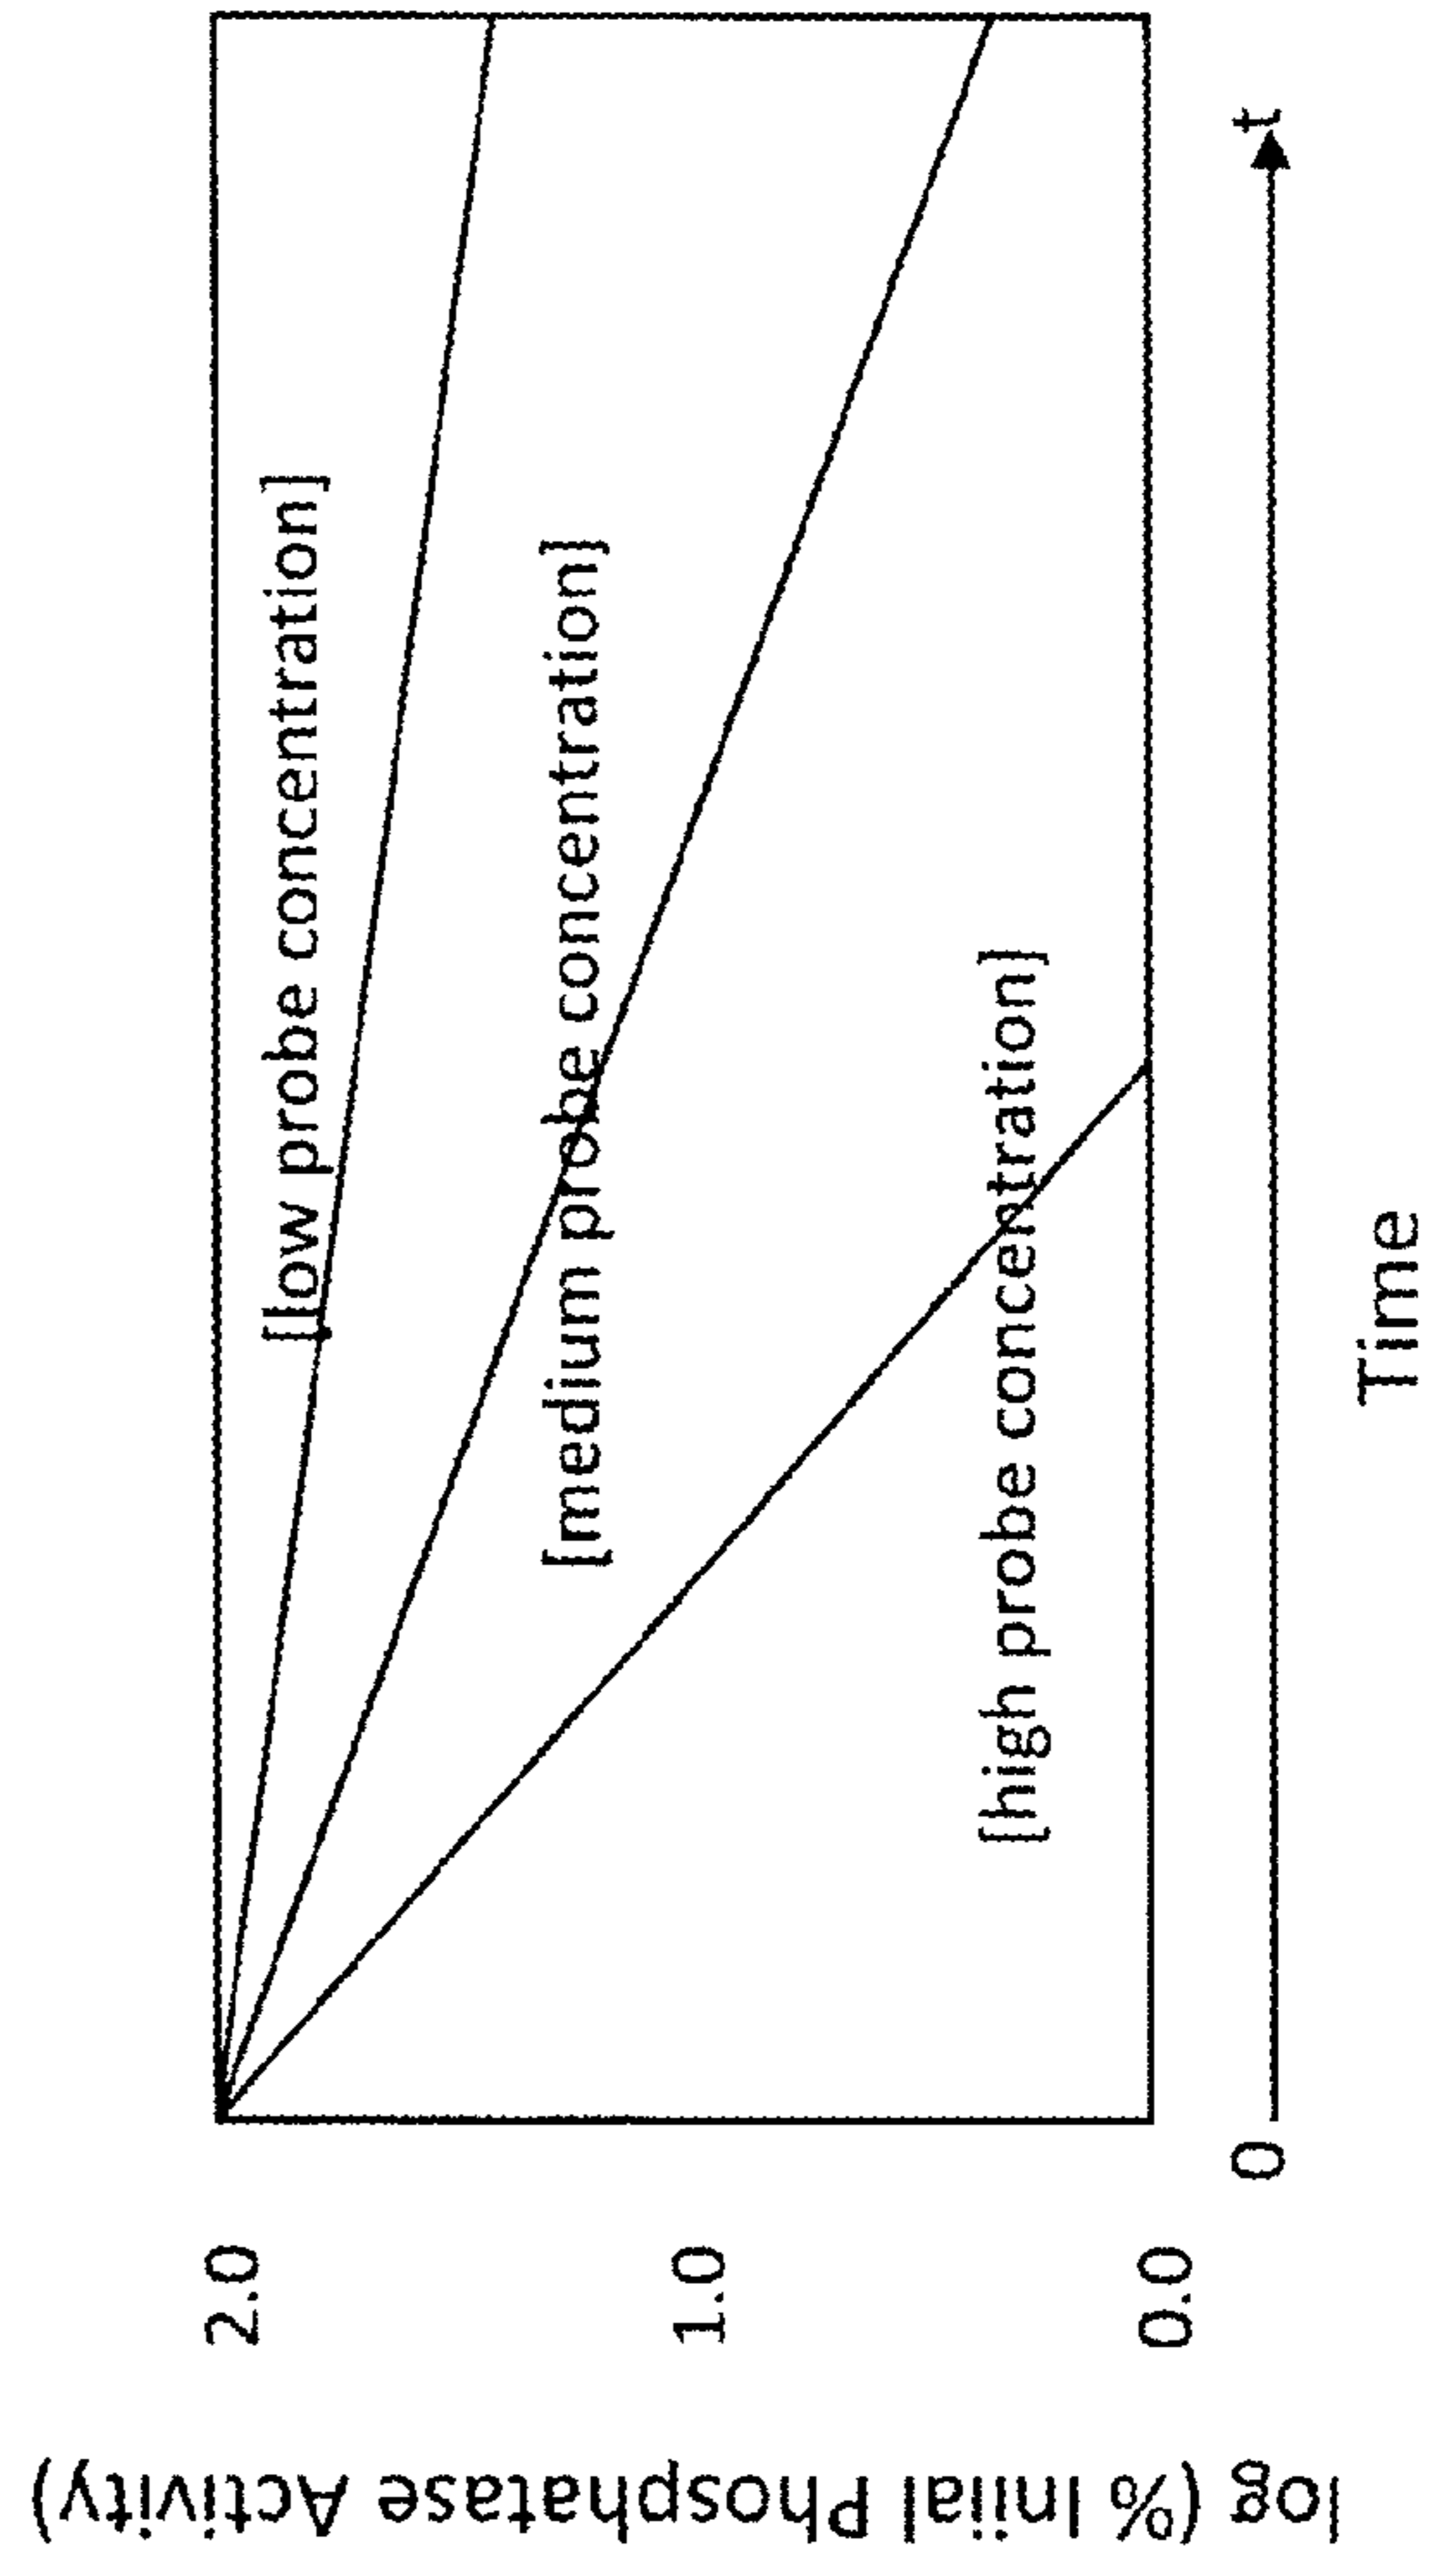 log (% Iniial Phosphatase Activity)
2.0
1.0
0.0
[low probe concentration]
[medium probe concentration]
[high probe concentration]
0
t
Time